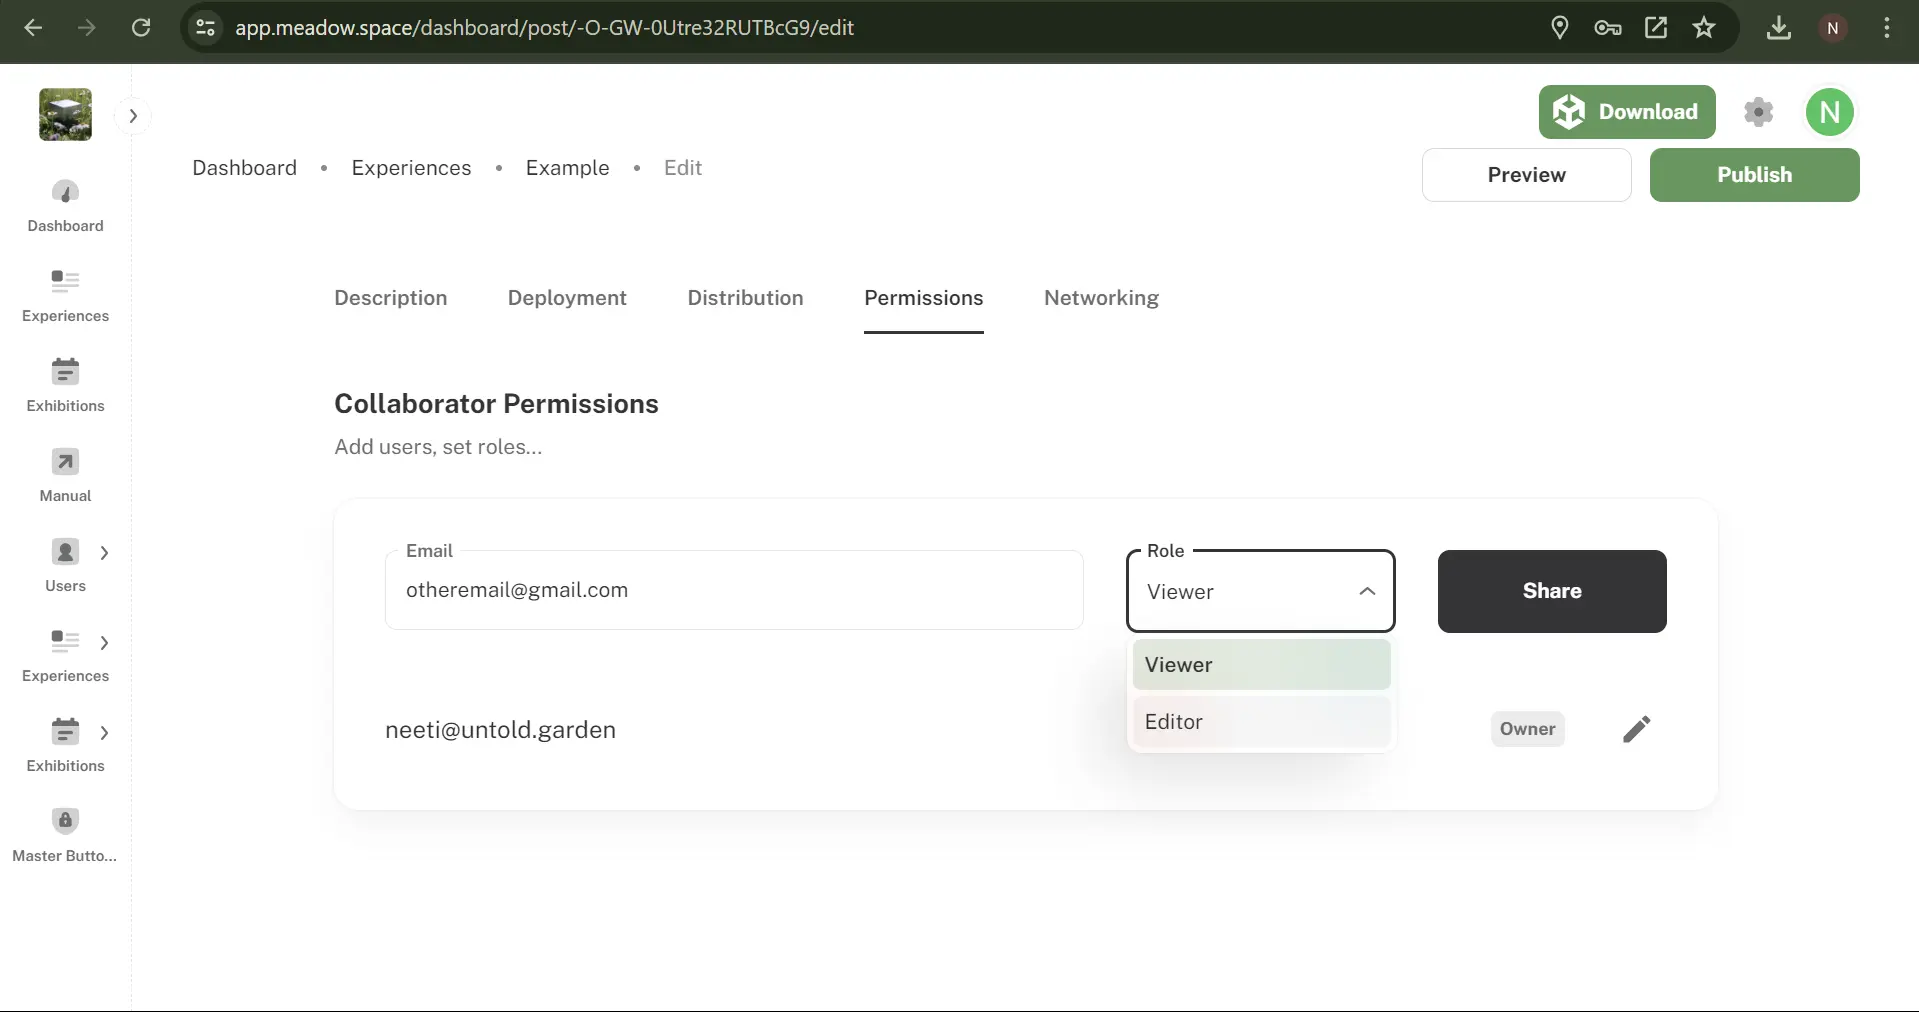 app.meadow.space/dashboard/post/-O-GW-0Utre32RUTBcG9/edit
N
Download
N
Dashboard • Experiences • Example • Edit
Preview
Publish
Dashboard
Experiences
Exhibitions
Manual
Users
Experiences
Exhibitions
Master Butto...
Description
Deployment
Distribution
Permissions
Networking
Collaborator Permissions
Add users, set roles...
Email
otheremail@gmail.com
Role
Viewer
Share
Viewer
Editor
neeti@untold.garden
Owner